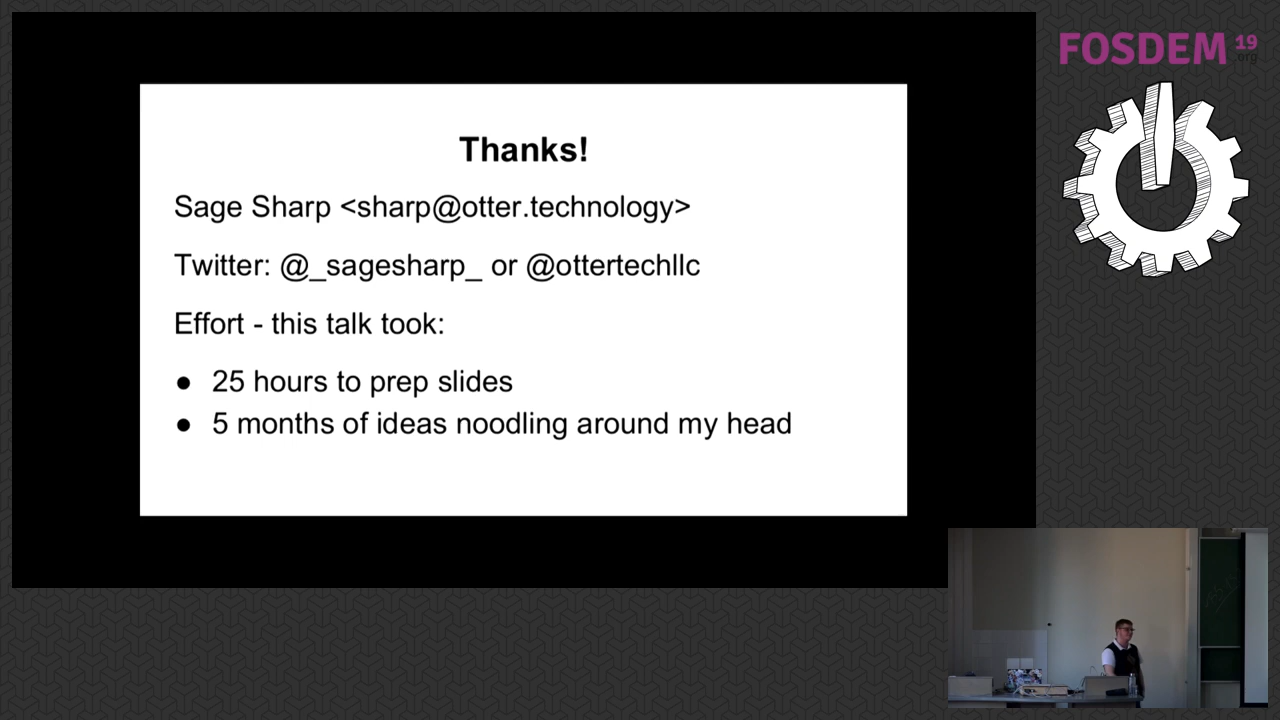 FOSDEM 19
.org
Thanks!
Sage Sharp <sharp@otter.technology>
Twitter: @_sagesharp_ or @ottertechllc
Effort - this talk took:
● 25 hours to prep slides
● 5 months of ideas noodling around my head